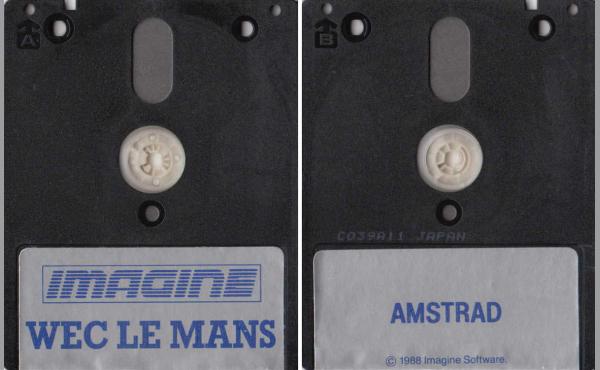 A
IMAGINE
WEC LE MANS
B
C039A11 JAPAN
AMSTRAD
© 1988 Imagine Software.